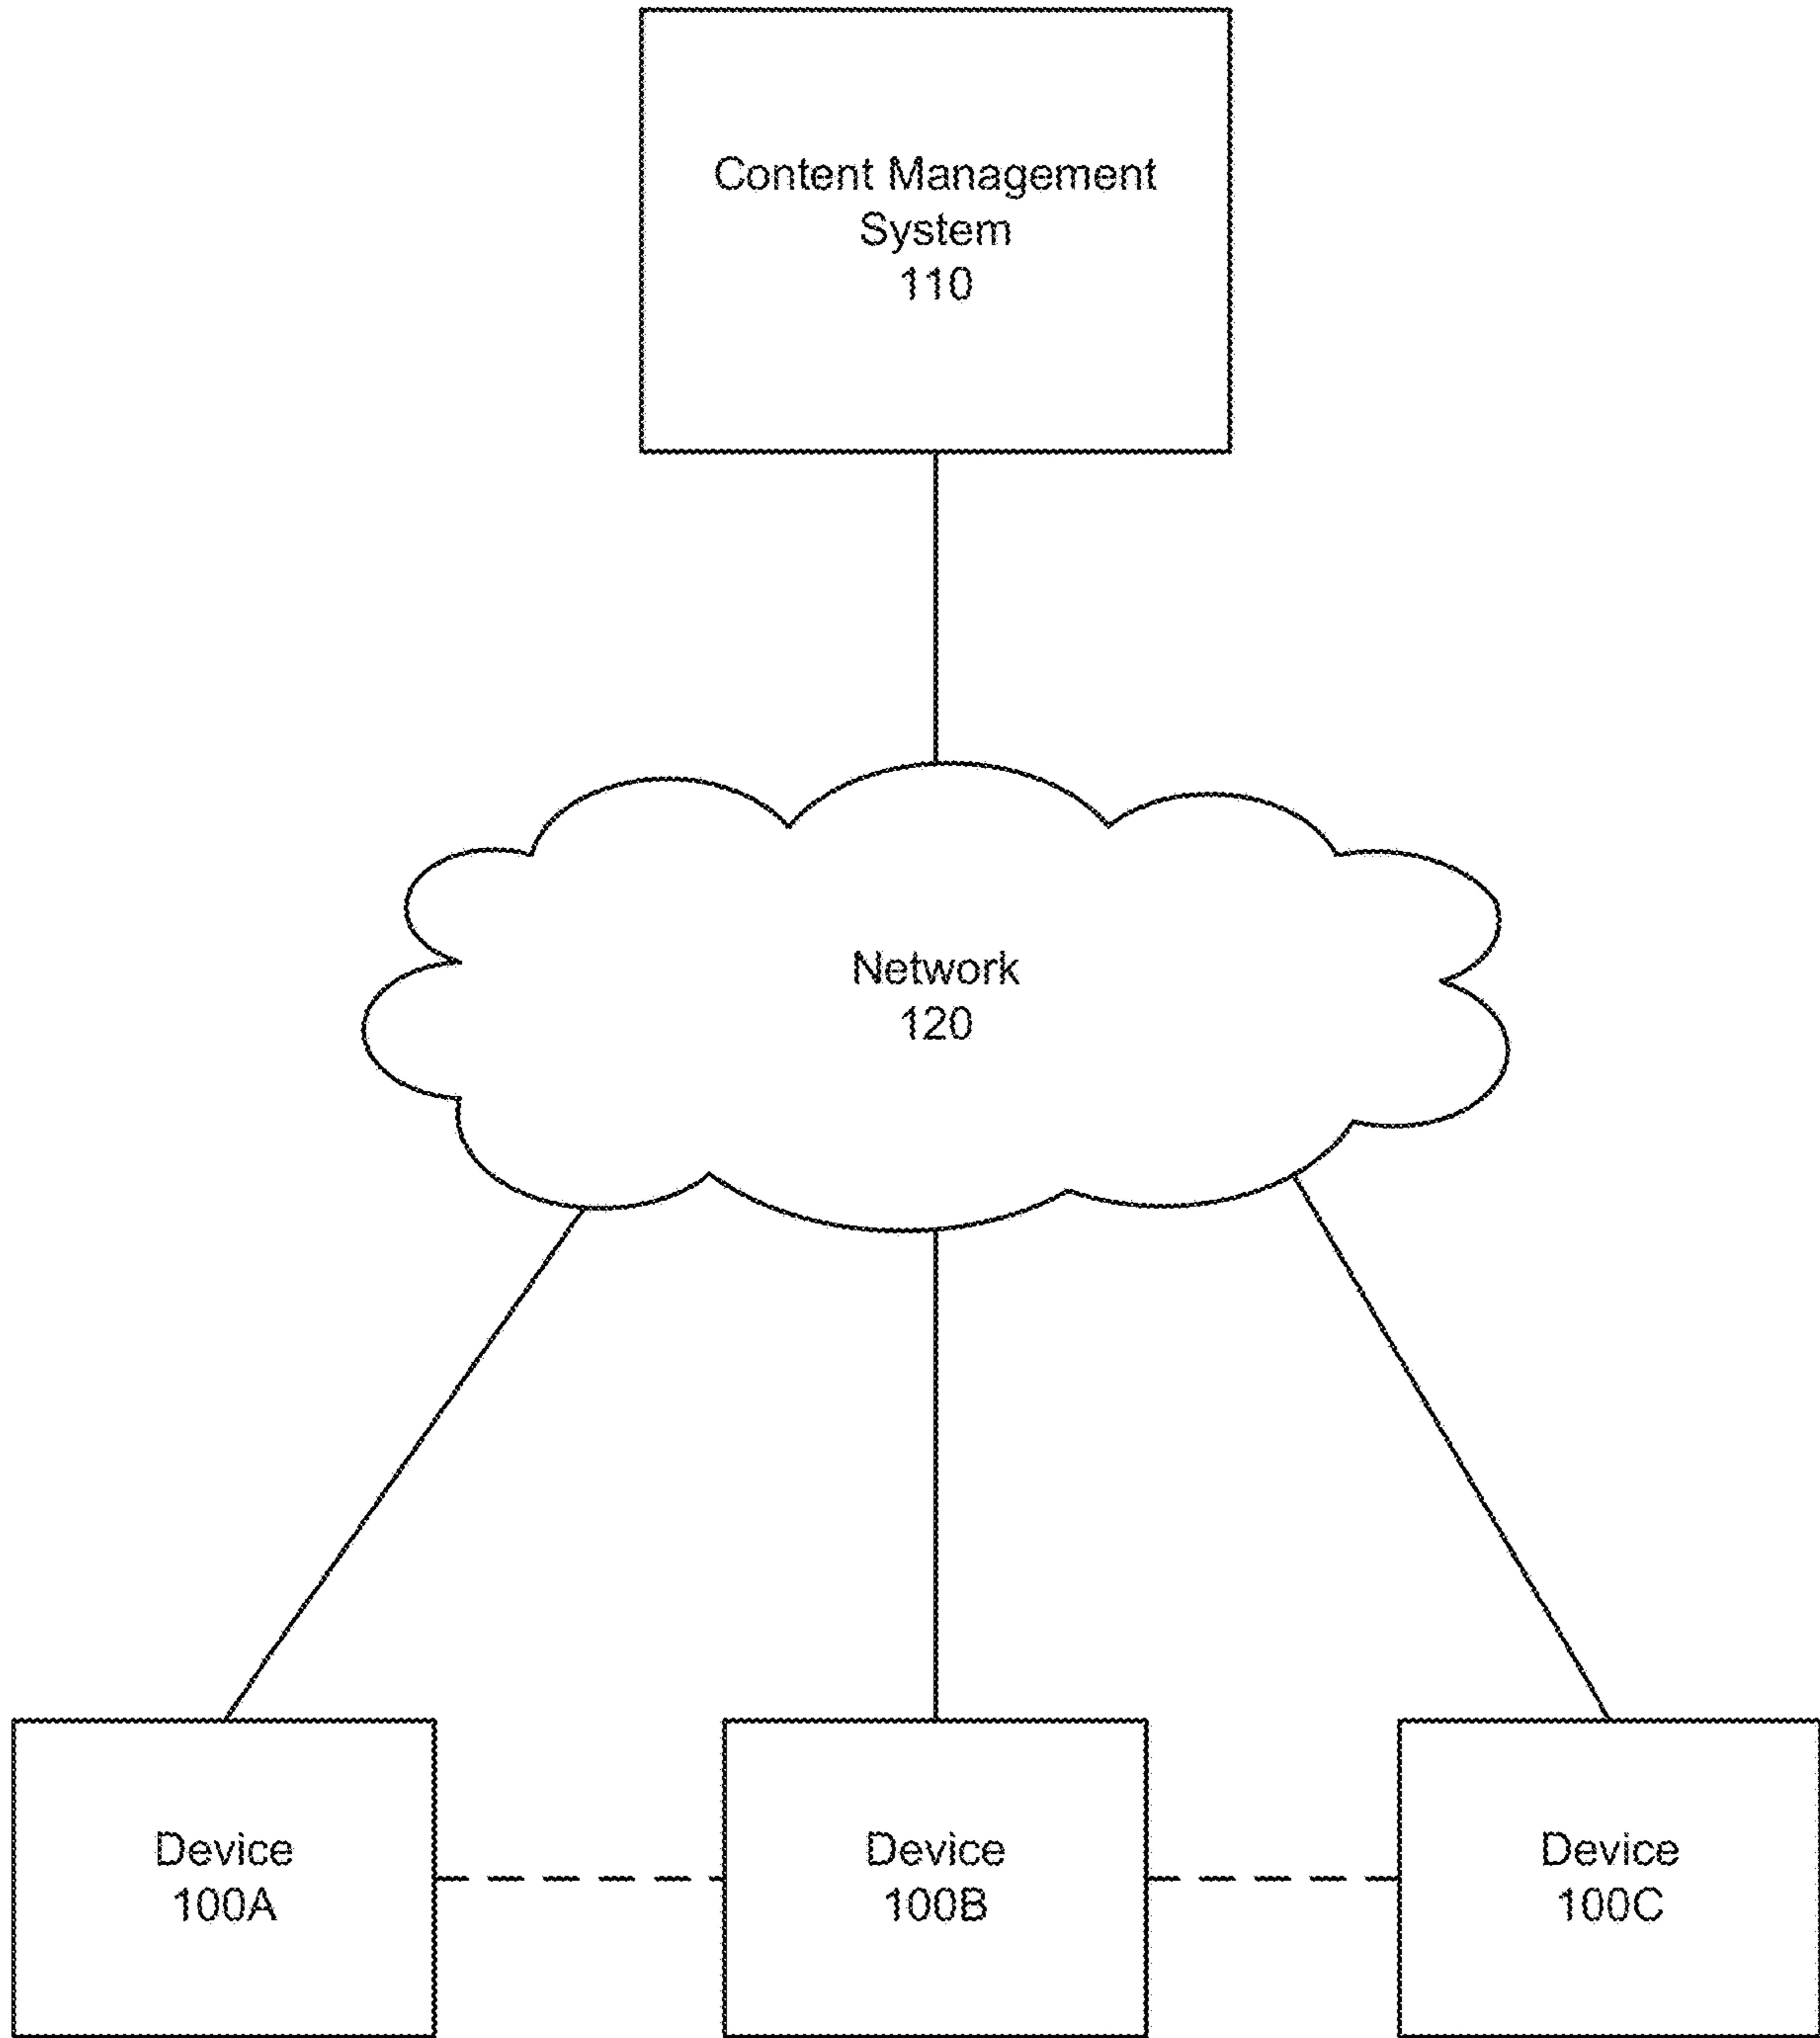 Content Management
System
110
Network
120
Device
100A
Device
100B
Device
100C